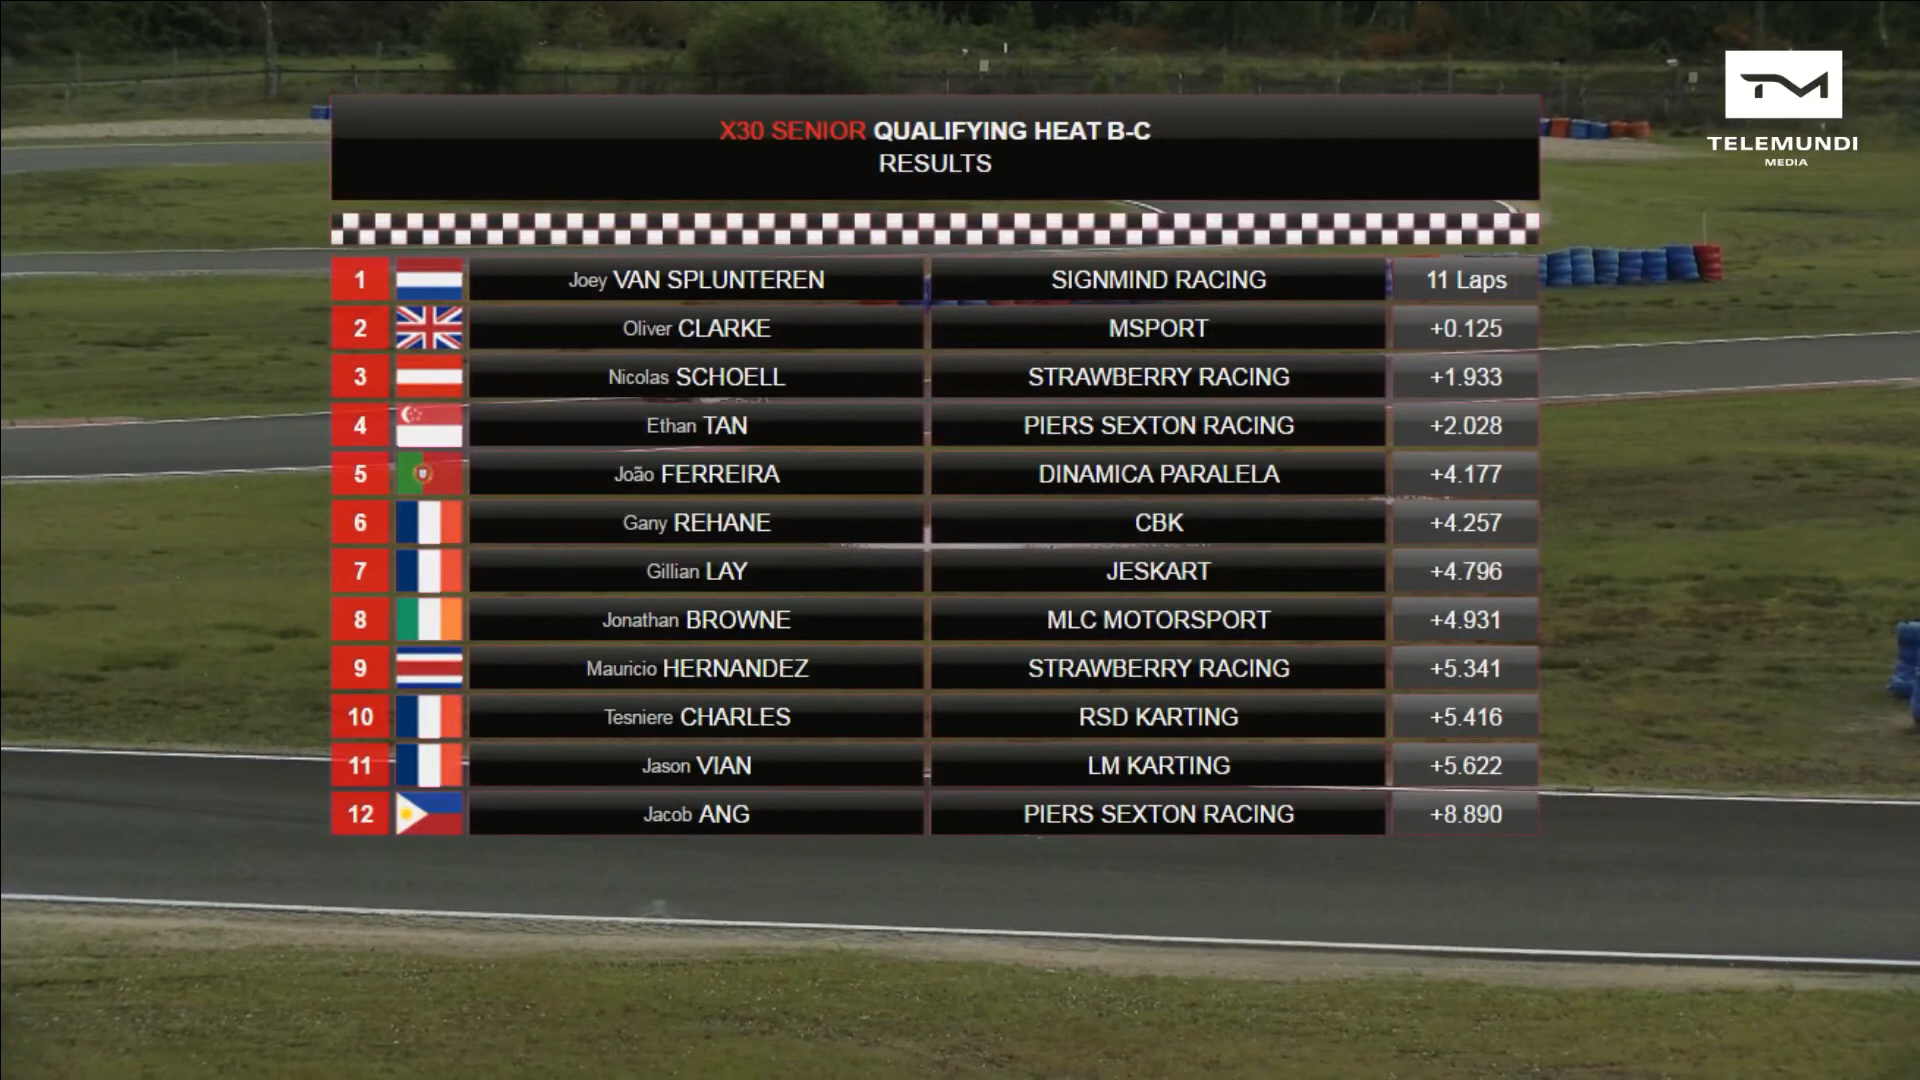 TM
TELEMUNDI
MEDIA
X30 SENIOR QUALIFYING HEAT B-C
RESULTS
1 Joey VAN SPLUNTEREN SIGNMIND RACING 11 Laps
2 Oliver CLARKE MSPORT +0.125
3 Nicolas SCHOELL STRAWBERRY RACING +1.933
4 Ethan TAN PIERS SEXTON RACING +2.028
5 João FERREIRA DINAMICA PARALELA +4.177
6 Gany REHANE CBK +4.257
7 Gillian LAY JESKART +4.796
8 Jonathan BROWNE MLC MOTORSPORT +4.931
9 Mauricio HERNANDEZ STRAWBERRY RACING +5.341
10 Tesniere CHARLES RSD KARTING +5.416
11 Jason VIAN LM KARTING +5.622
12 Jacob ANG PIERS SEXTON RACING +8.890